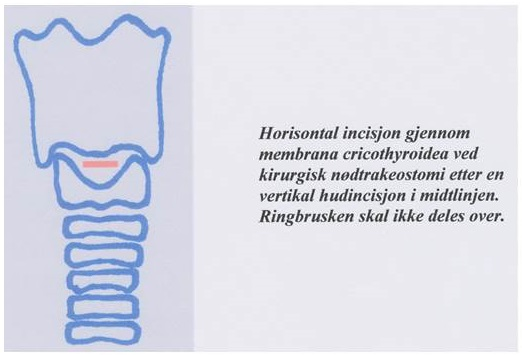 Horisontal incisjon gjennom
membrana cricothyroidea ved
kirurgisk nødtrakeostomi etter en
vertikal hudincisjon i midtlinjen.
Ringbrusken skal ikke deles over.